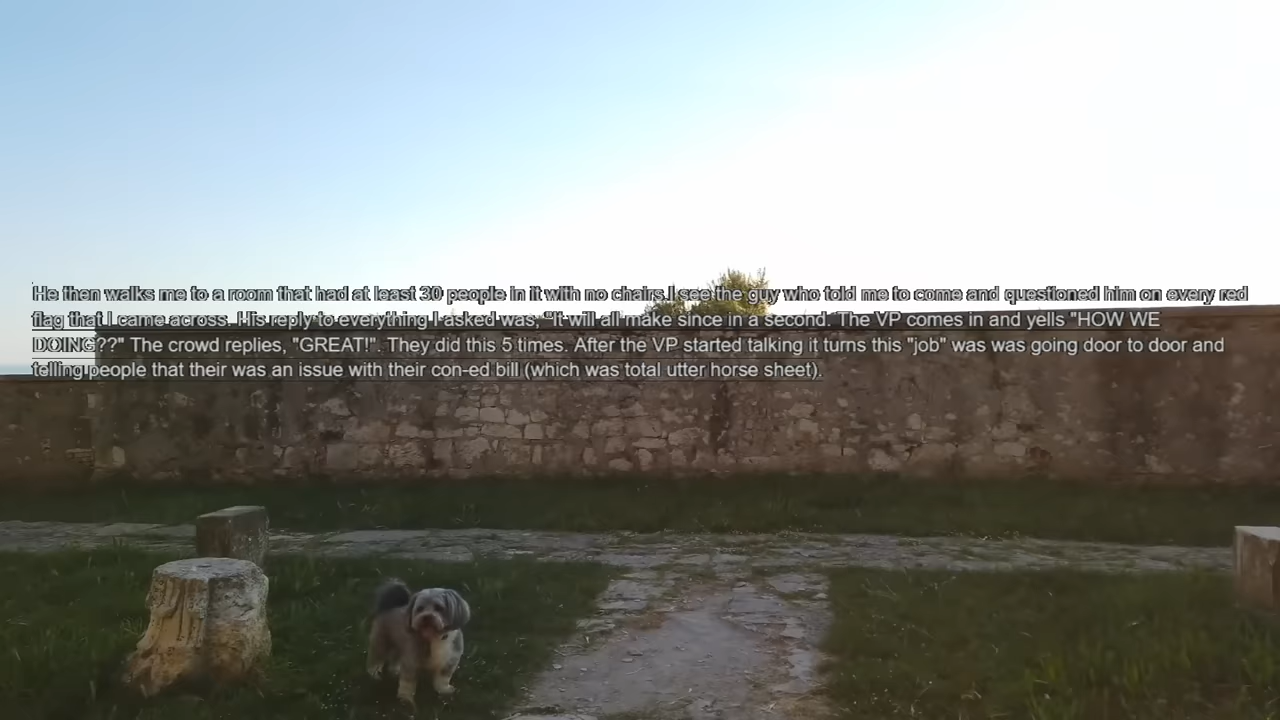 He then walks me to a room that had at least 30 people in it with no chairs.I see the guy who told me to come and questioned him on every red
flag that I came across. His reply to everything I asked was, "It will all make since in a second. The VP comes in and yells "HOW WE
DOING??" The crowd replies, "GREAT!". They did this 5 times. After the VP started talking it turns this "job" was was going door to door and
telling people that their was an issue with their con-ed bill (which was total utter horse sheet).